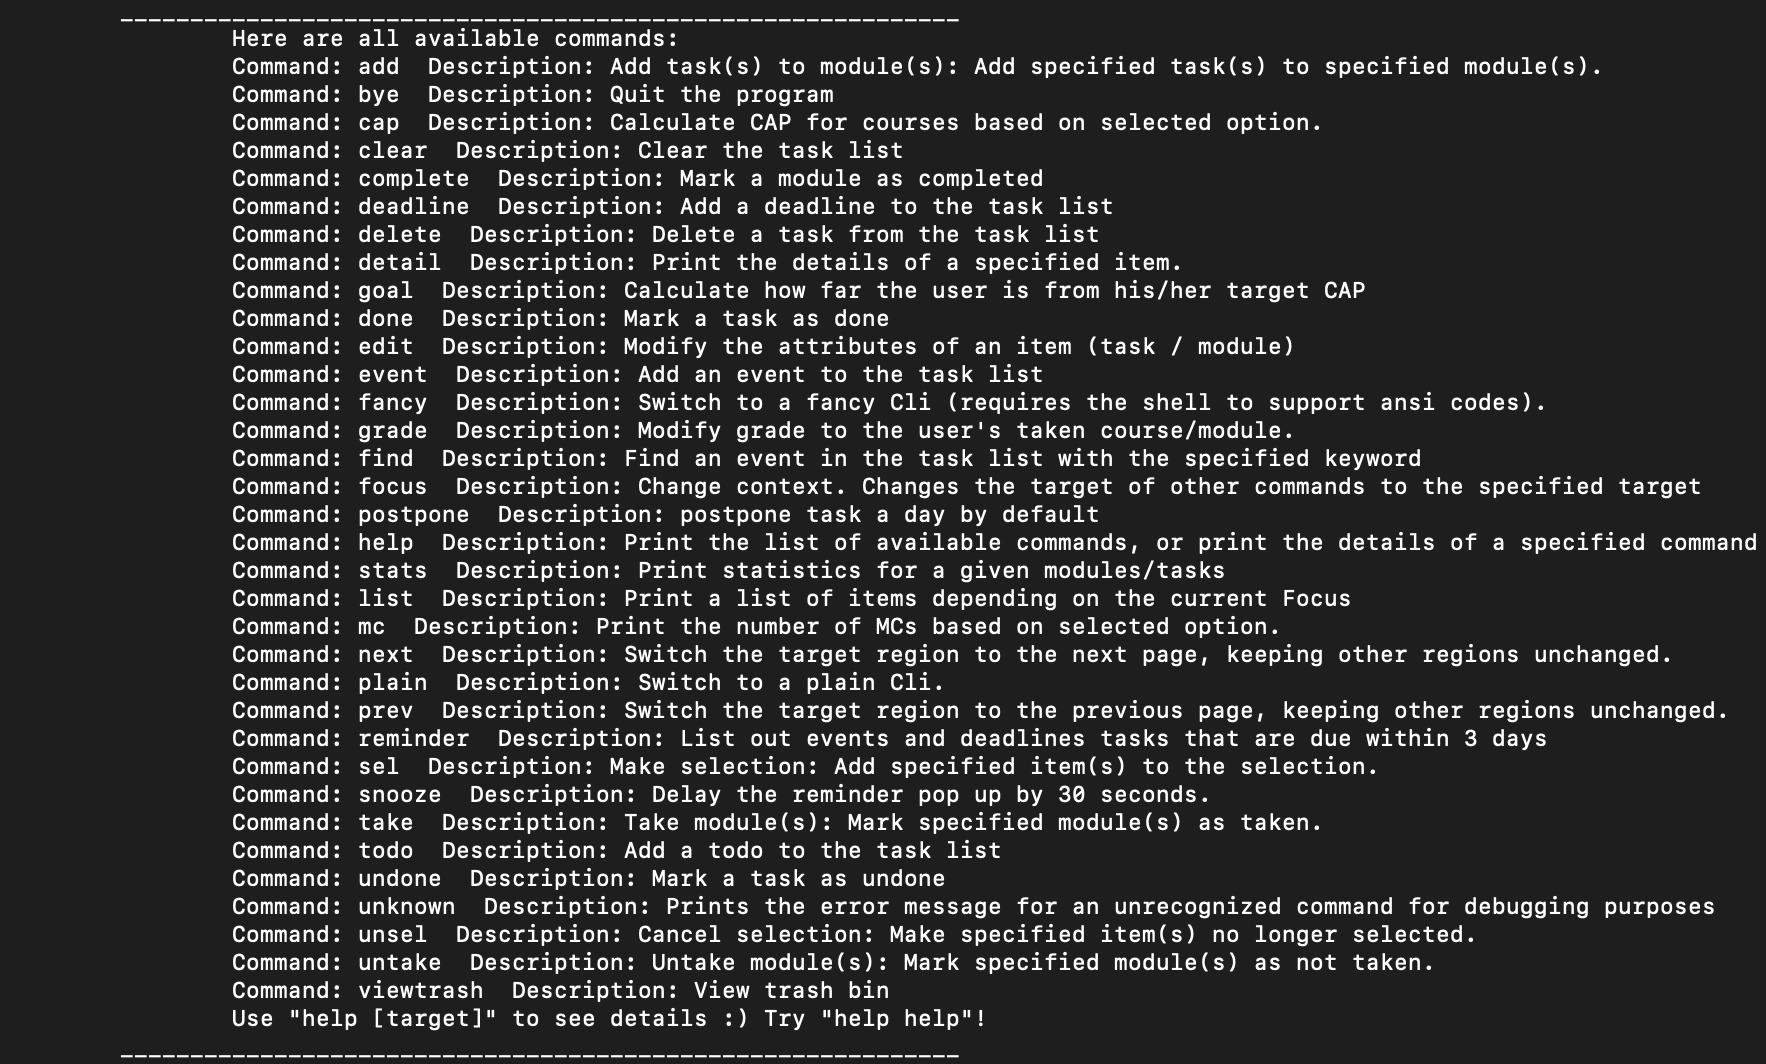 ____________________________________________________________
Here are all available commands:
Command: add  Description: Add task(s) to module(s): Add specified task(s) to specified module(s).
Command: bye  Description: Quit the program
Command: cap  Description: Calculate CAP for courses based on selected option.
Command: clear  Description: Clear the task list
Command: complete  Description: Mark a module as completed
Command: deadline  Description: Add a deadline to the task list
Command: delete  Description: Delete a task from the task list
Command: detail  Description: Print the details of a specified item.
Command: goal  Description: Calculate how far the user is from his/her target CAP
Command: done  Description: Mark a task as done
Command: edit  Description: Modify the attributes of an item (task / module)
Command: event  Description: Add an event to the task list
Command: fancy  Description: Switch to a fancy Cli (requires the shell to support ansi codes).
Command: grade  Description: Modify grade to the user's taken course/module.
Command: find  Description: Find an event in the task list with the specified keyword
Command: focus  Description: Change context. Changes the target of other commands to the specified target
Command: postpone  Description: postpone task a day by default
Command: help  Description: Print the list of available commands, or print the details of a specified command
Command: stats  Description: Print statistics for a given modules/tasks
Command: list  Description: Print a list of items depending on the current Focus
Command: mc  Description: Print the number of MCs based on selected option.
Command: next  Description: Switch the target region to the next page, keeping other regions unchanged.
Command: plain  Description: Switch to a plain Cli.
Command: prev  Description: Switch the target region to the previous page, keeping other regions unchanged.
Command: reminder  Description: List out events and deadlines tasks that are due within 3 days
Command: sel  Description: Make selection: Add specified item(s) to the selection.
Command: snooze  Description: Delay the reminder pop up by 30 seconds.
Command: take  Description: Take module(s): Mark specified module(s) as taken.
Command: todo  Description: Add a todo to the task list
Command: undone  Description: Mark a task as undone
Command: unknown  Description: Prints the error message for an unrecognized command for debugging purposes
Command: unsel  Description: Cancel selection: Make specified item(s) no longer selected.
Command: untake  Description: Untake module(s): Mark specified module(s) as not taken.
Command: viewtrash  Description: View trash bin
Use "help [target]" to see details :) Try "help help"!
____________________________________________________________